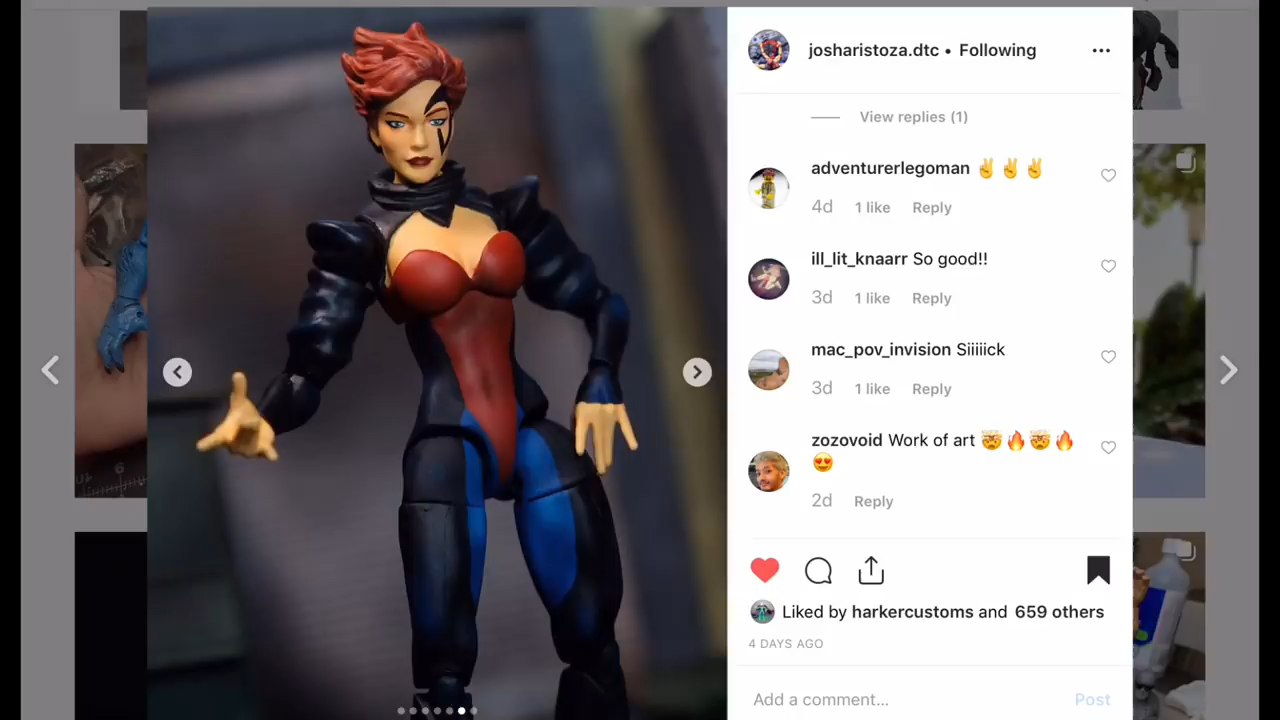 josharistoza.dtc • Following
View replies (1)
adventurerlegoman ✌️✌️✌️
4d 1 like Reply
ill_lit_knaarr So good!!
3d 1 like Reply
mac_pov_invision Siiiiick
3d 1 like Reply
zozovoid Work of art 🤯🔥🤯🔥
😍
2d Reply
Liked by harkercustoms and 659 others
4 DAYS AGO
Add a comment... Post
6